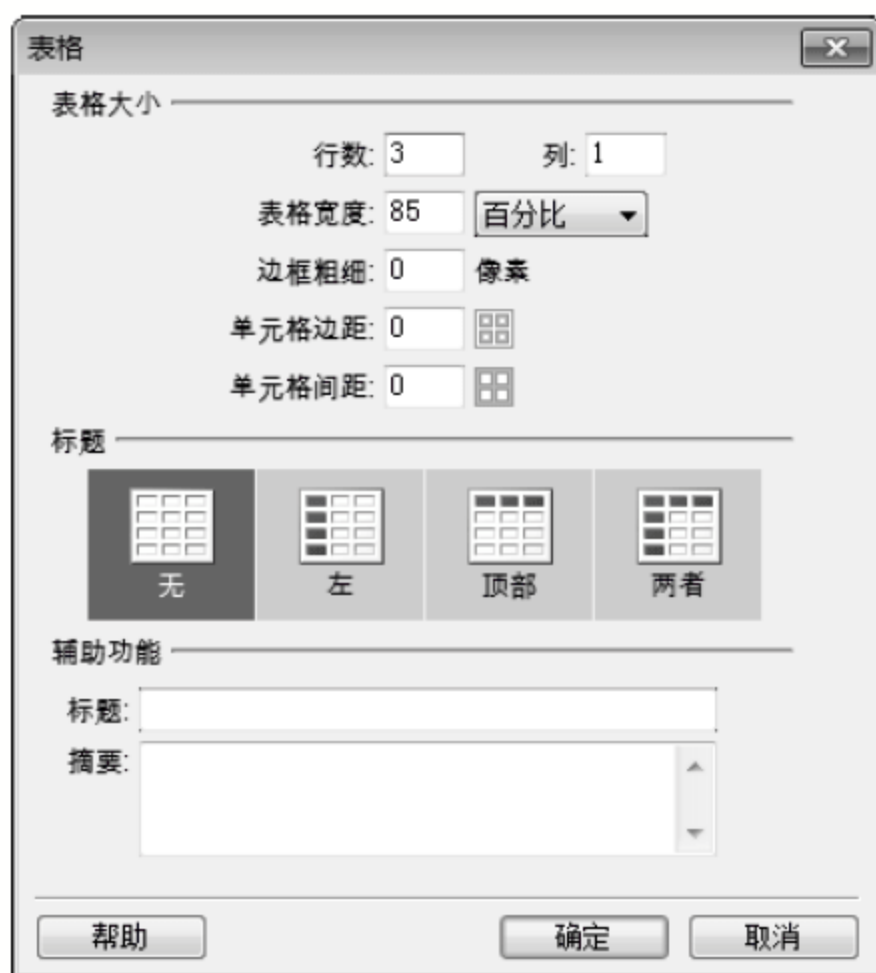 表格
表格大小
行数: 3 列: 1
表格宽度: 85 百分比
边框粗细: 0 像素
单元格边距: 0
单元格间距: 0
标题
无 左 顶部 两者
辅助功能
标题:
摘要:
帮助 确定 取消